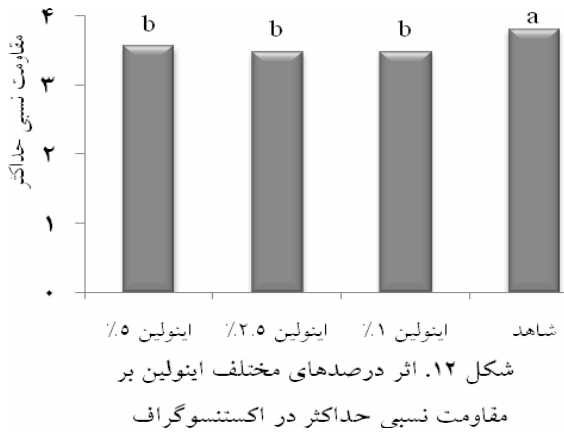 مقاومت نسبی حداکثر
۴
۳
۲
۱
۰
b b b a
اینولین ۵٪ اینولین ۲.۵٪ اینولین ۱٪ شاهد
شکل ۱۲. اثر درصدهای مختلف اینولین بر
مقاومت نسبی حداکثر در اکستنسوگراف